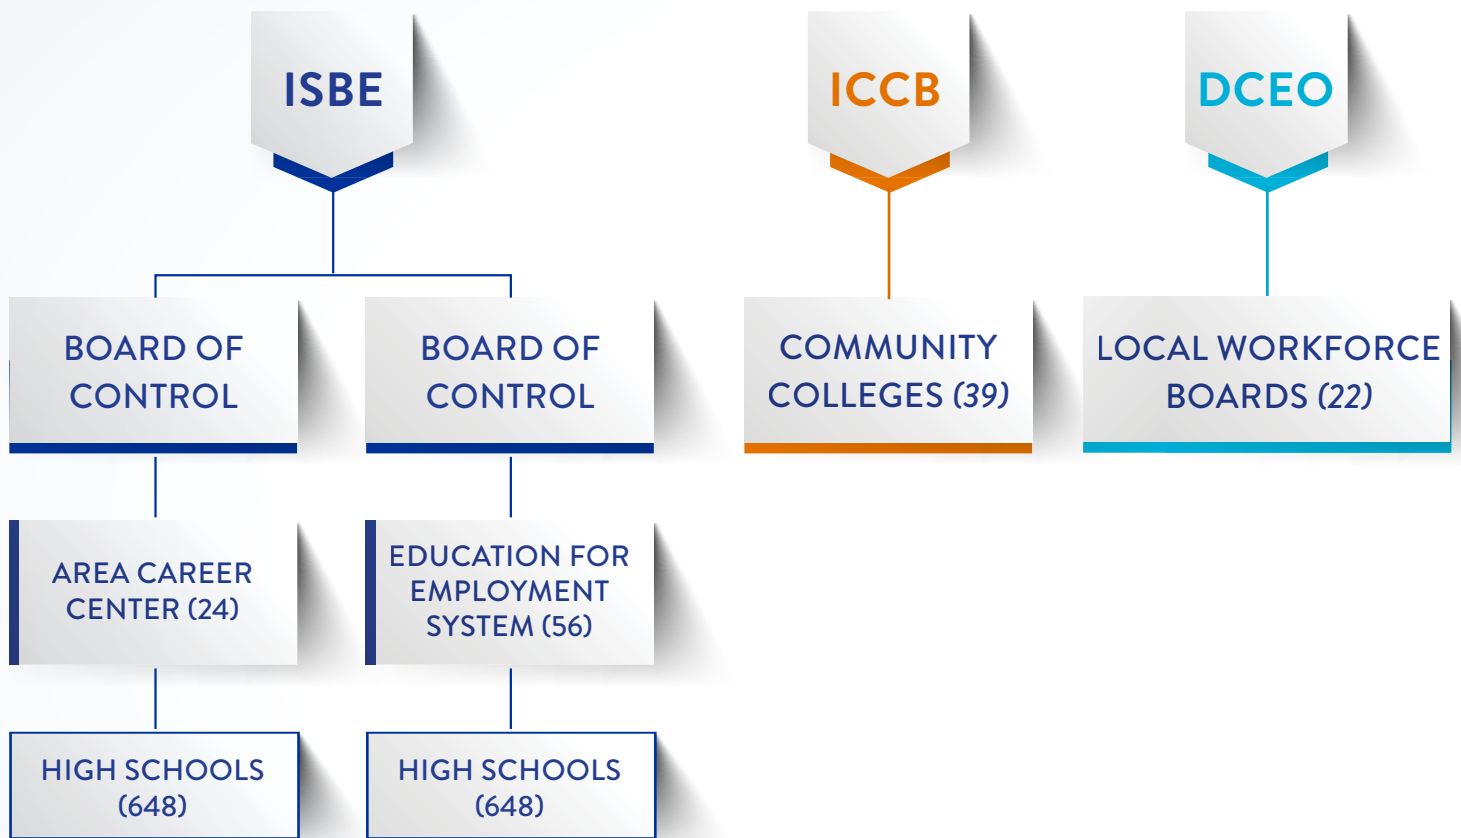 ISBE
ICCB
DCEO
BOARD OF
CONTROL
BOARD OF
CONTROL
COMMUNITY
COLLEGES (39)
LOCAL WORKFORCE
BOARDS (22)
AREA CAREER
CENTER (24)
EDUCATION FOR
EMPLOYMENT
SYSTEM (56)
HIGH SCHOOLS
(648)
HIGH SCHOOLS
(648)